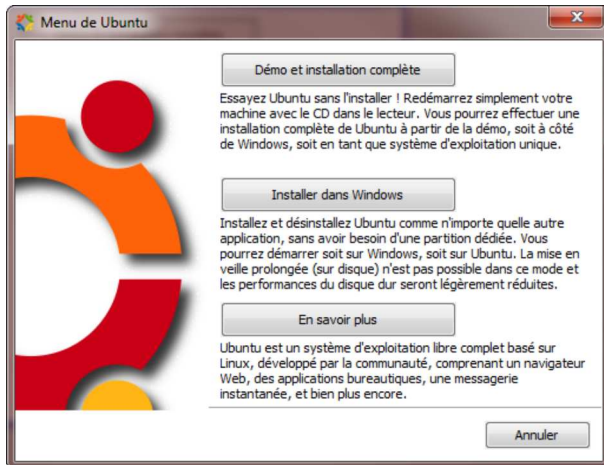 Menu de Ubuntu
Démo et installation complète
Essayez Ubuntu sans l'installer ! Redémarrez simplement votre
machine avec le CD dans le lecteur. Vous pourrez effectuer une
installation complète de Ubuntu à partir de la démo, soit à côté
de Windows, soit en tant que système d'exploitation unique.
Installer dans Windows
Installez et désinstallez Ubuntu comme n'importe quelle autre
application, sans avoir besoin d'une partition dédiée. Vous
pourrez démarrer soit sur Windows, soit sur Ubuntu. La mise en
veille prolongée (sur disque) n'est pas possible dans ce mode et
les performances du disque dur seront légèrement réduites.
En savoir plus
Ubuntu est un système d'exploitation libre complet basé sur
Linux, développé par la communauté, comprenant un navigateur
Web, des applications bureautiques, une messagerie
instantanée, et bien plus encore.
Annuler